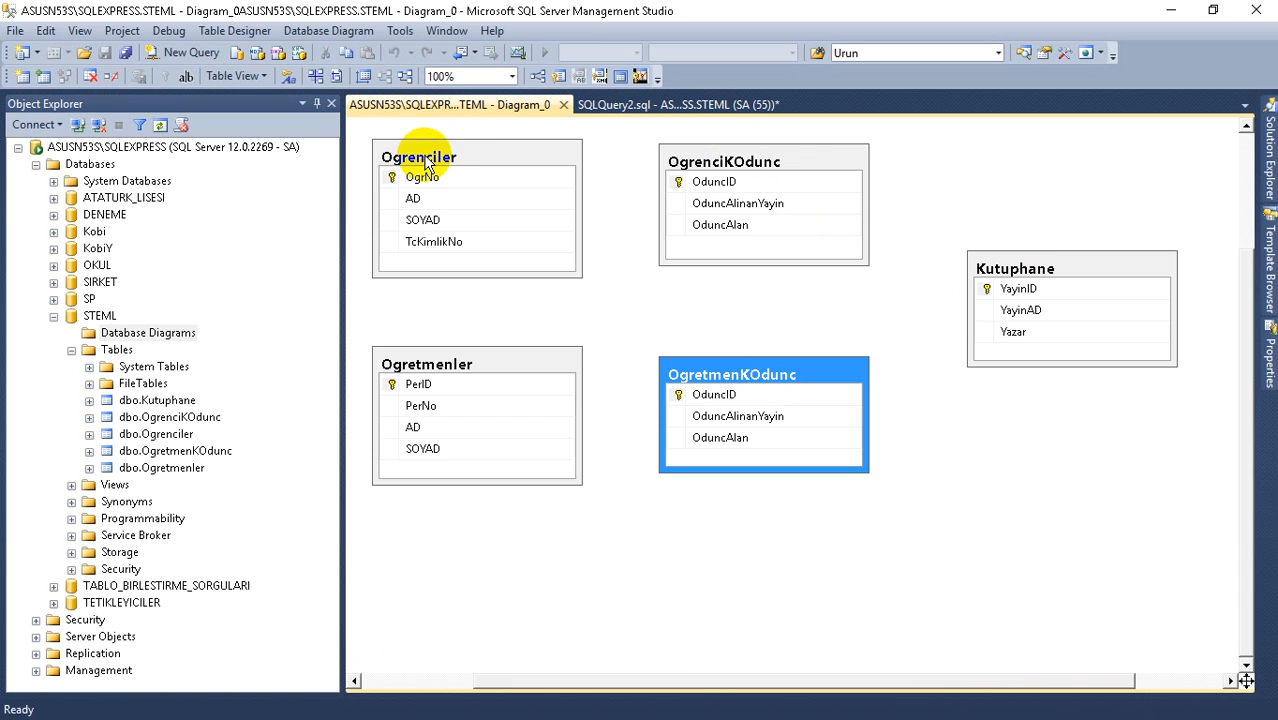 ASUSN53S\SQLEXPRESS.STEML - Diagram_0ASUSN53S\SQLEXPRESS.STEML - Diagram_0 - Microsoft SQL Server Management Studio
File Edit View Project Debug Table Designer Database Diagram Tools Window Help
New Query
Urun
ab
Table View
100%
Object Explorer
ASUSN53S\SQLEXPR...TEML - Diagram_0
SQLQuery2.sql - AS...SS.STEML (SA (55))*
Connect
ASUSN53S\SQLEXPRESS (SQL Server 12.0.2269 - SA)
Databases
System Databases
ATATURK_LISESI
DENEME
Kobi
KobiY
OKUL
SIRKET
SP
STEML
Database Diagrams
Tables
System Tables
FileTables
dbo.Kutuphane
dbo.OgrenciKOdunc
dbo.Ogrenciler
dbo.OgretmenKOdunc
dbo.Ogretmenler
Views
Synonyms
Programmability
Service Broker
Storage
Security
TABLO_BIRLESTIRME_SORGULARI
TETIKLEYICILER
Security
Server Objects
Replication
Management
Ogrenciler
OgrNo
AD
SOYAD
TcKimlikNo
OgrenciKOdunc
OduncID
OduncAlinanYayin
OduncAlan
Kutuphane
YayinID
YayinAD
Yazar
Ogretmenler
PerID
PerNo
AD
SOYAD
OgretmenKOdunc
OduncID
OduncAlinanYayin
OduncAlan
Solution Explorer
Template Browser
Properties
Ready